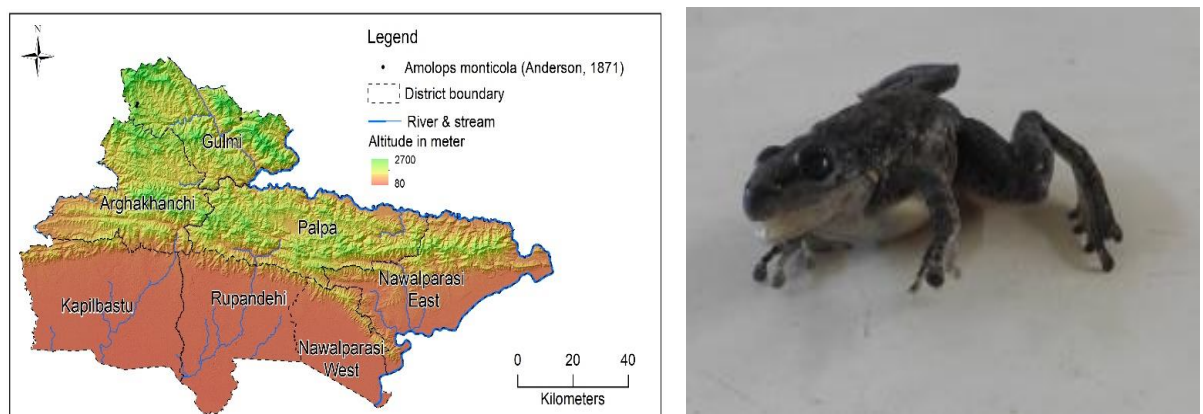 N
Legend
Amolops monticola (Anderson, 1871)
District boundary
River & stream
Altitude in meter
2700
80
Gulmi
Arghakhanchi
Palpa
Nawalparasi
East
Kapilbastu
Rupandehi
Nawalparasi
West
0 20 40
Kilometers